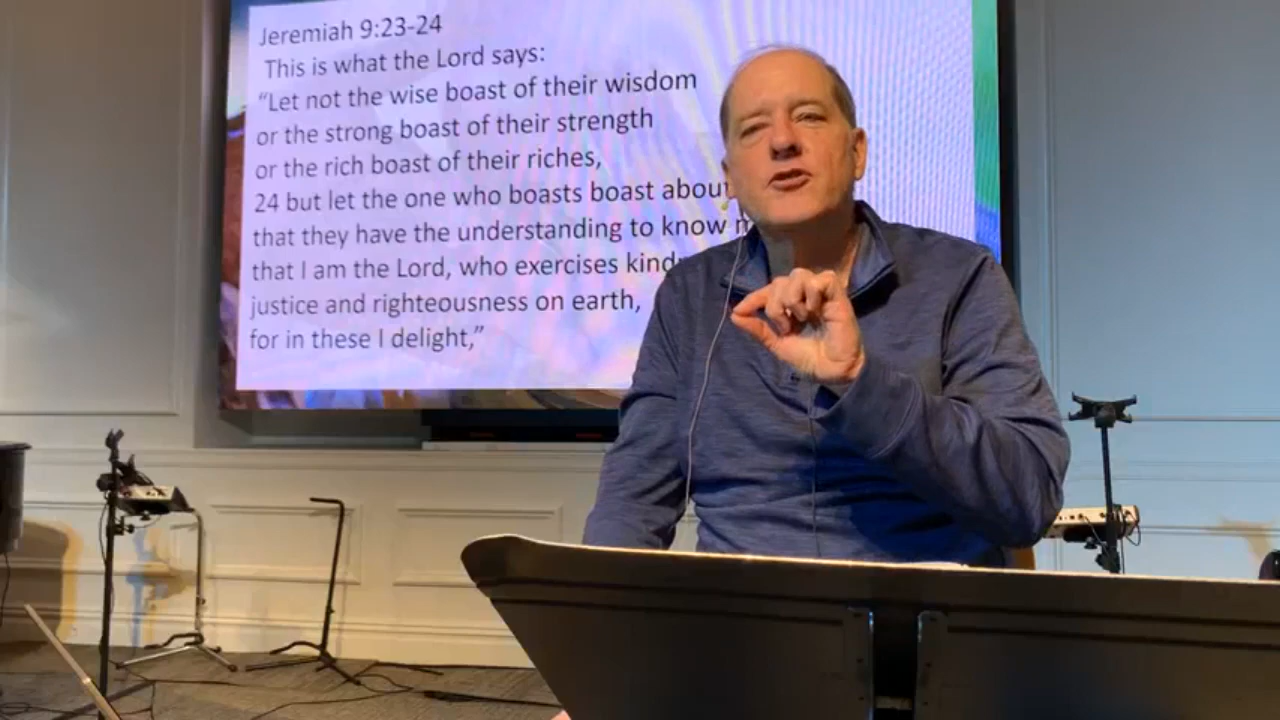 Jeremiah 9:23-24
This is what the Lord says:
“Let not the wise boast of their wisdom
or the strong boast of their strength
or the rich boast of their riches,
24 but let the one who boasts boast about
that they have the understanding to know
that I am the Lord, who exercises
justice and righteousness on earth,
for in these I delight,”